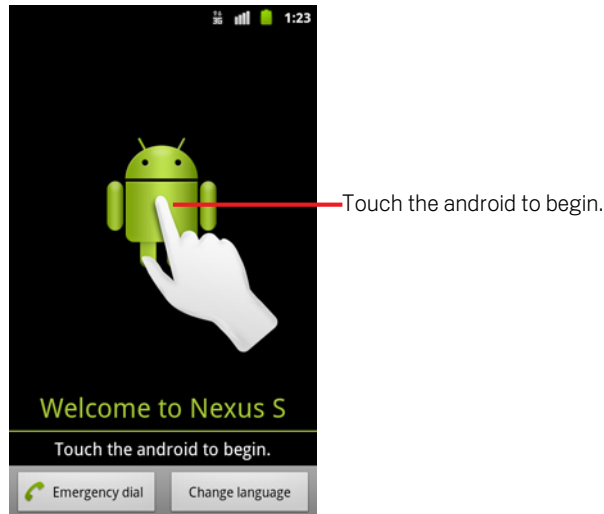 3G 1:23
Touch the android to begin.
Welcome to Nexus S
Touch the android to begin.
Emergency dial Change language